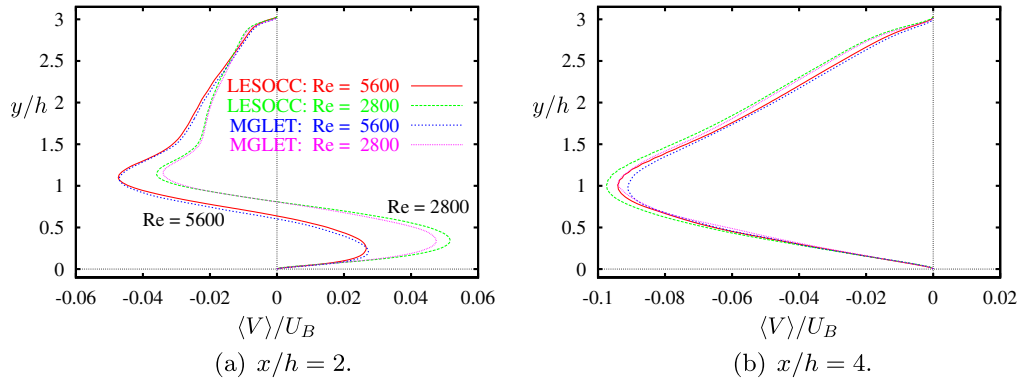 3
2.5
2
1.5
1
0.5
0
y/h
LESOCC: Re = 5600
LESOCC: Re = 2800
MGLET: Re = 5600
MGLET: Re = 2800
Re = 5600
Re = 2800
-0.06 -0.04 -0.02 0 0.02 0.04 0.06
⟨V⟩/U_B
(a) x/h = 2.
3
2.5
2
1.5
1
0.5
0
y/h
-0.1 -0.08 -0.06 -0.04 -0.02 0 0.02
⟨V⟩/U_B
(b) x/h = 4.